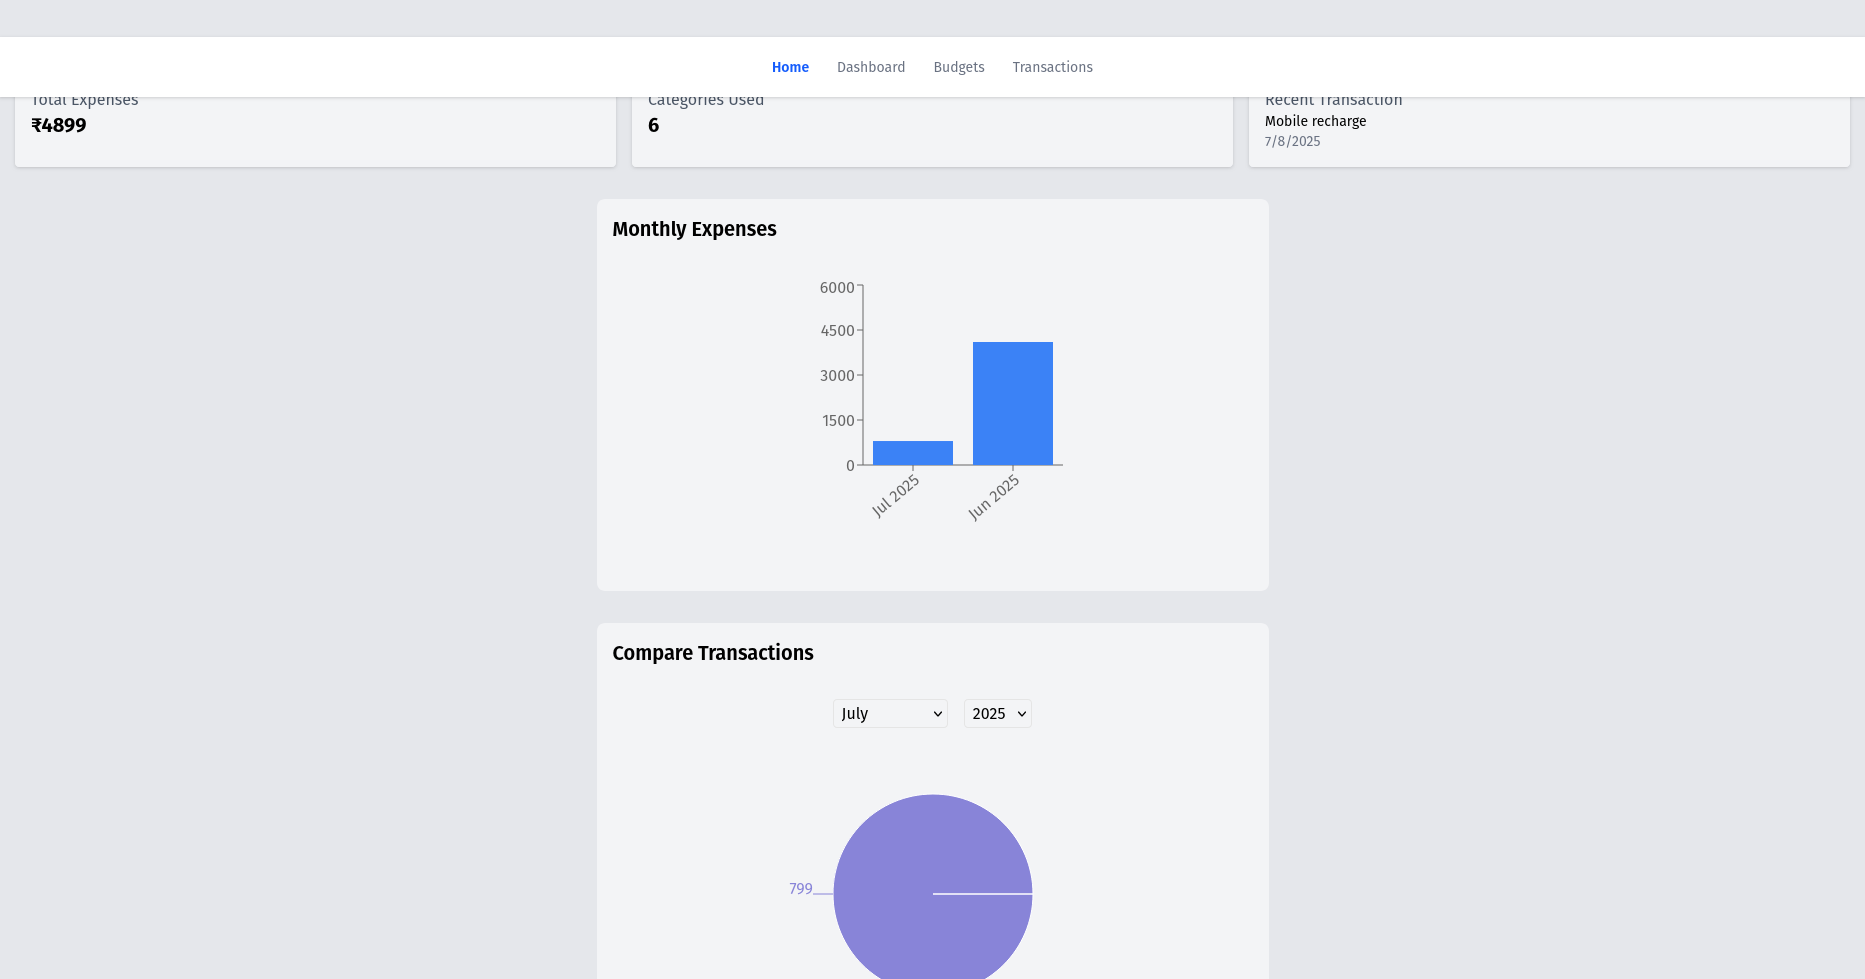 Home Dashboard Budgets Transactions
Total Expenses
₹4899
Categories Used
6
Recent Transaction
Mobile recharge
7/8/2025
Monthly Expenses
6000
4500
3000
1500
0
Jul 2025
Jun 2025
Compare Transactions
July 2025
799